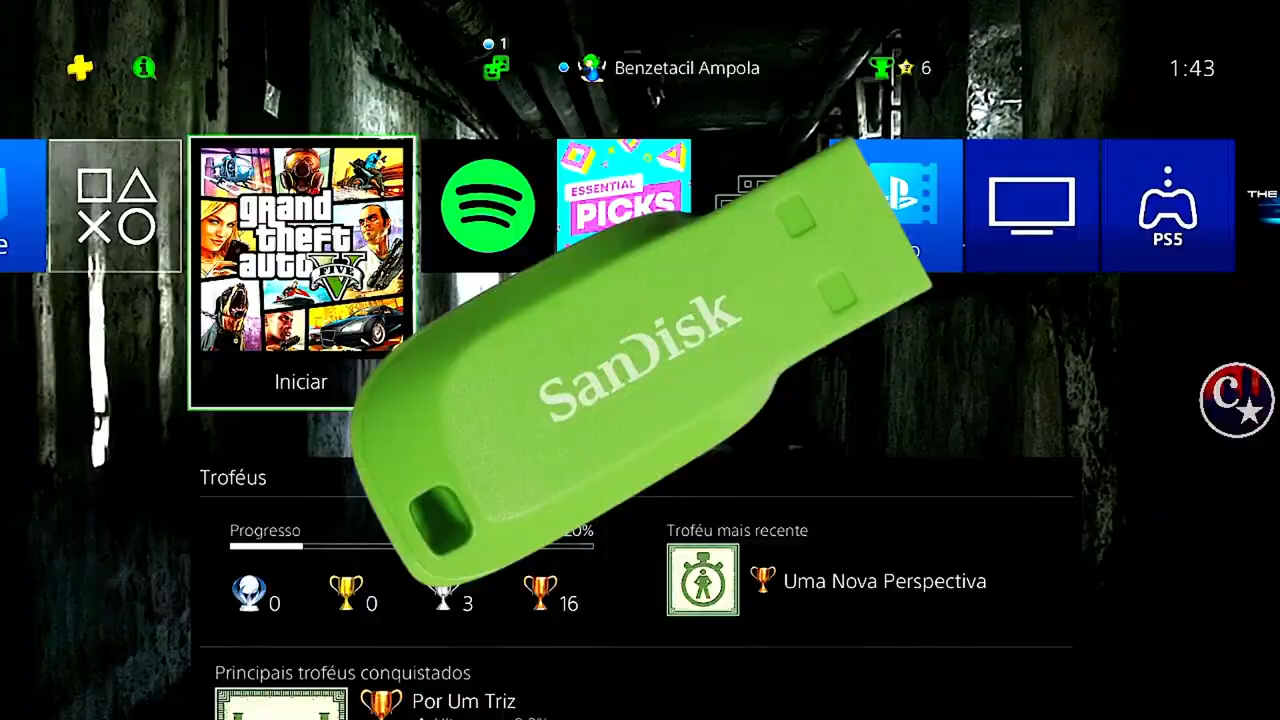 1
Benzetacil Ampola
6
1:43
grand
theft
auto
V
FIVE
Iniciar
ESSENTIAL
PICKS
PS5
THE
SanDisk
C
Troféus
Progresso
20%
0
0
3
16
Troféu mais recente
Uma Nova Perspectiva
Principais troféus conquistados
Por Um Triz